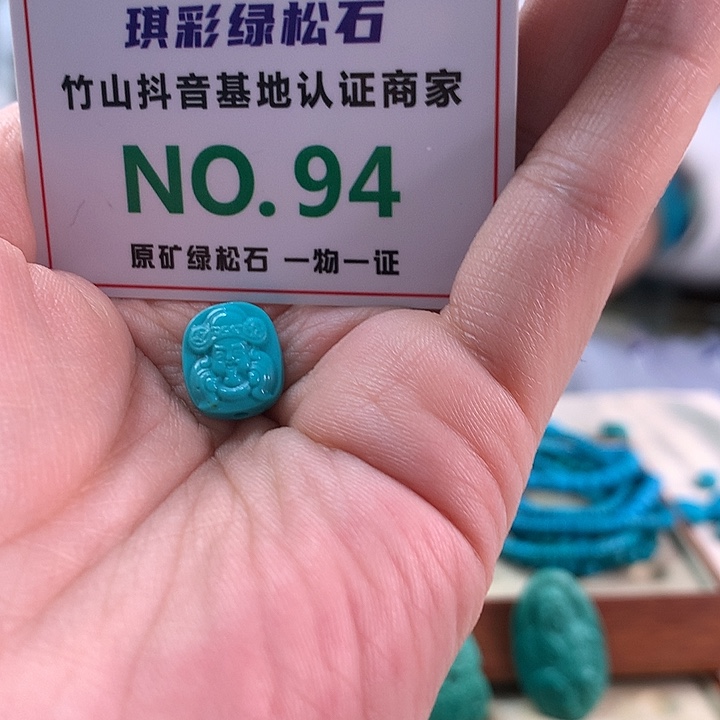 琪彩绿松石
竹山抖音基地认证商家
NO. 94
原矿绿松石 一物一证